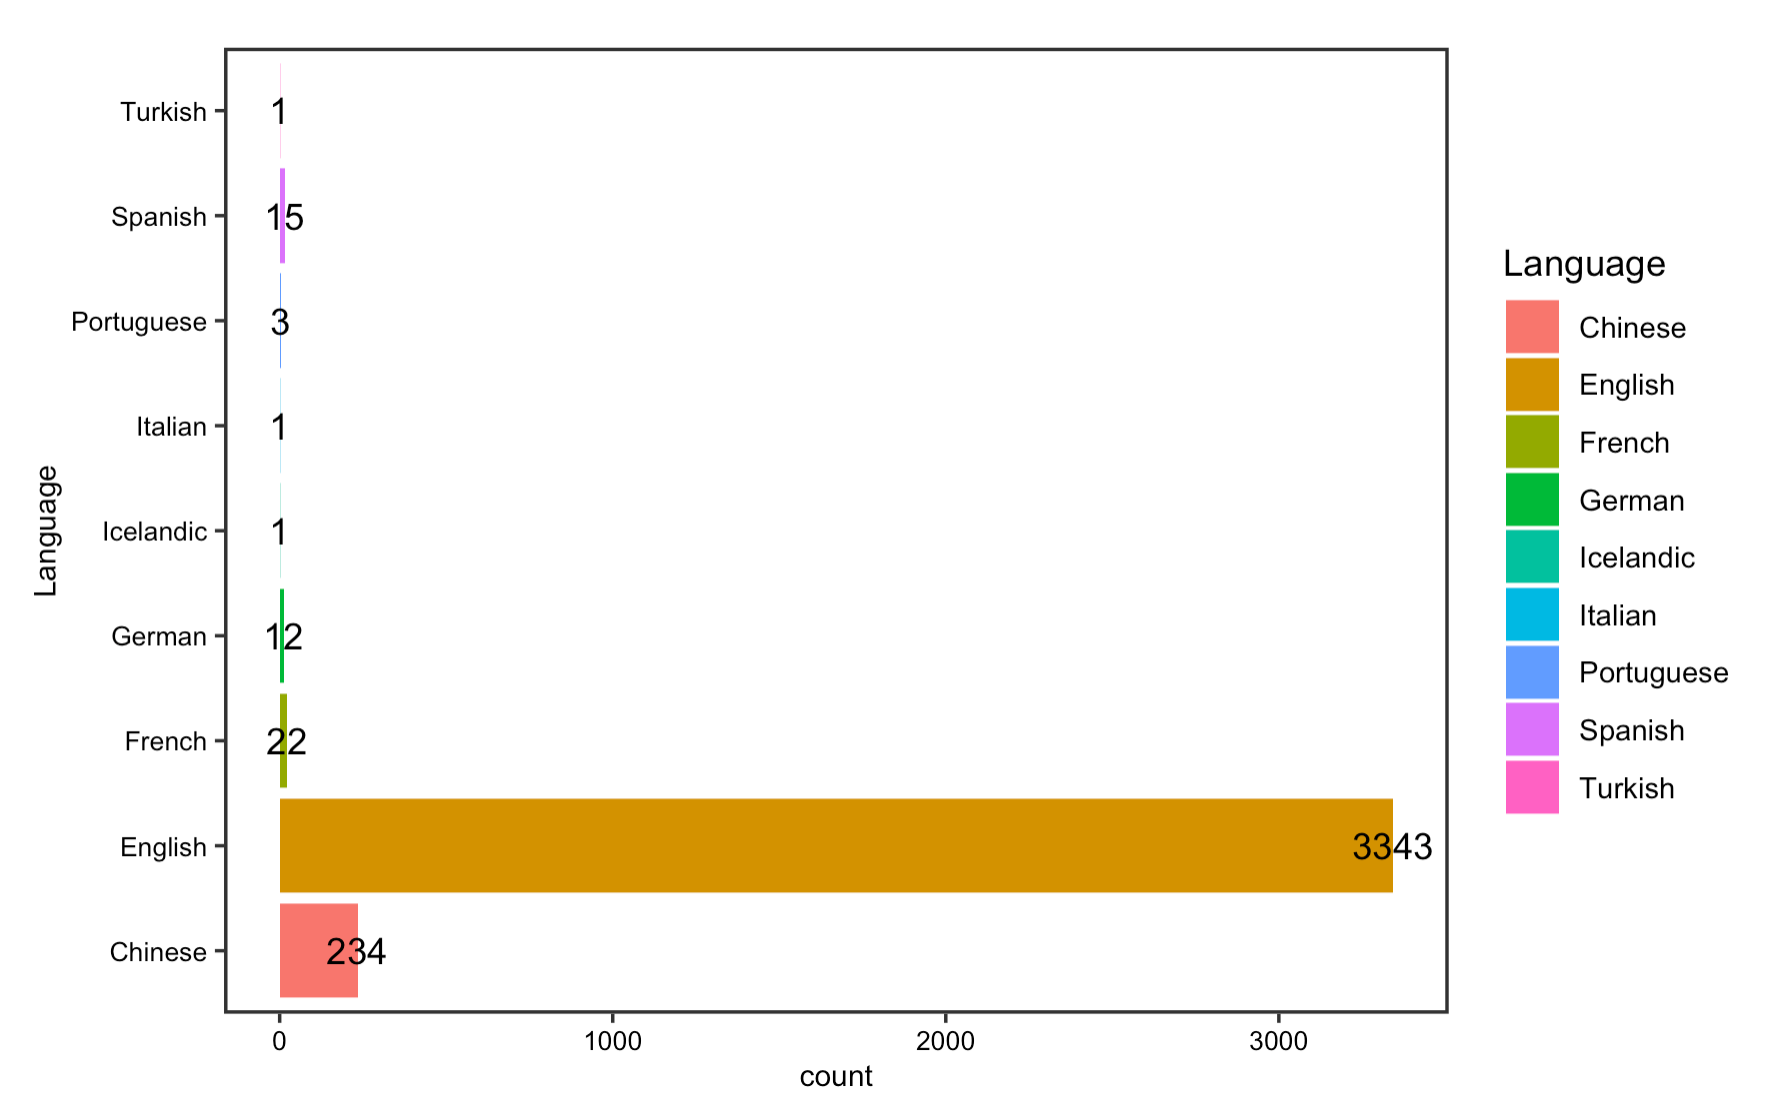 Turkish 1
Spanish 15
Portuguese 3
Italian 1
Icelandic 1
German 12
French 22
English 3343
Chinese 234
0 1000 2000 3000
count
Language
Language
Chinese
English
French
German
Icelandic
Italian
Portuguese
Spanish
Turkish